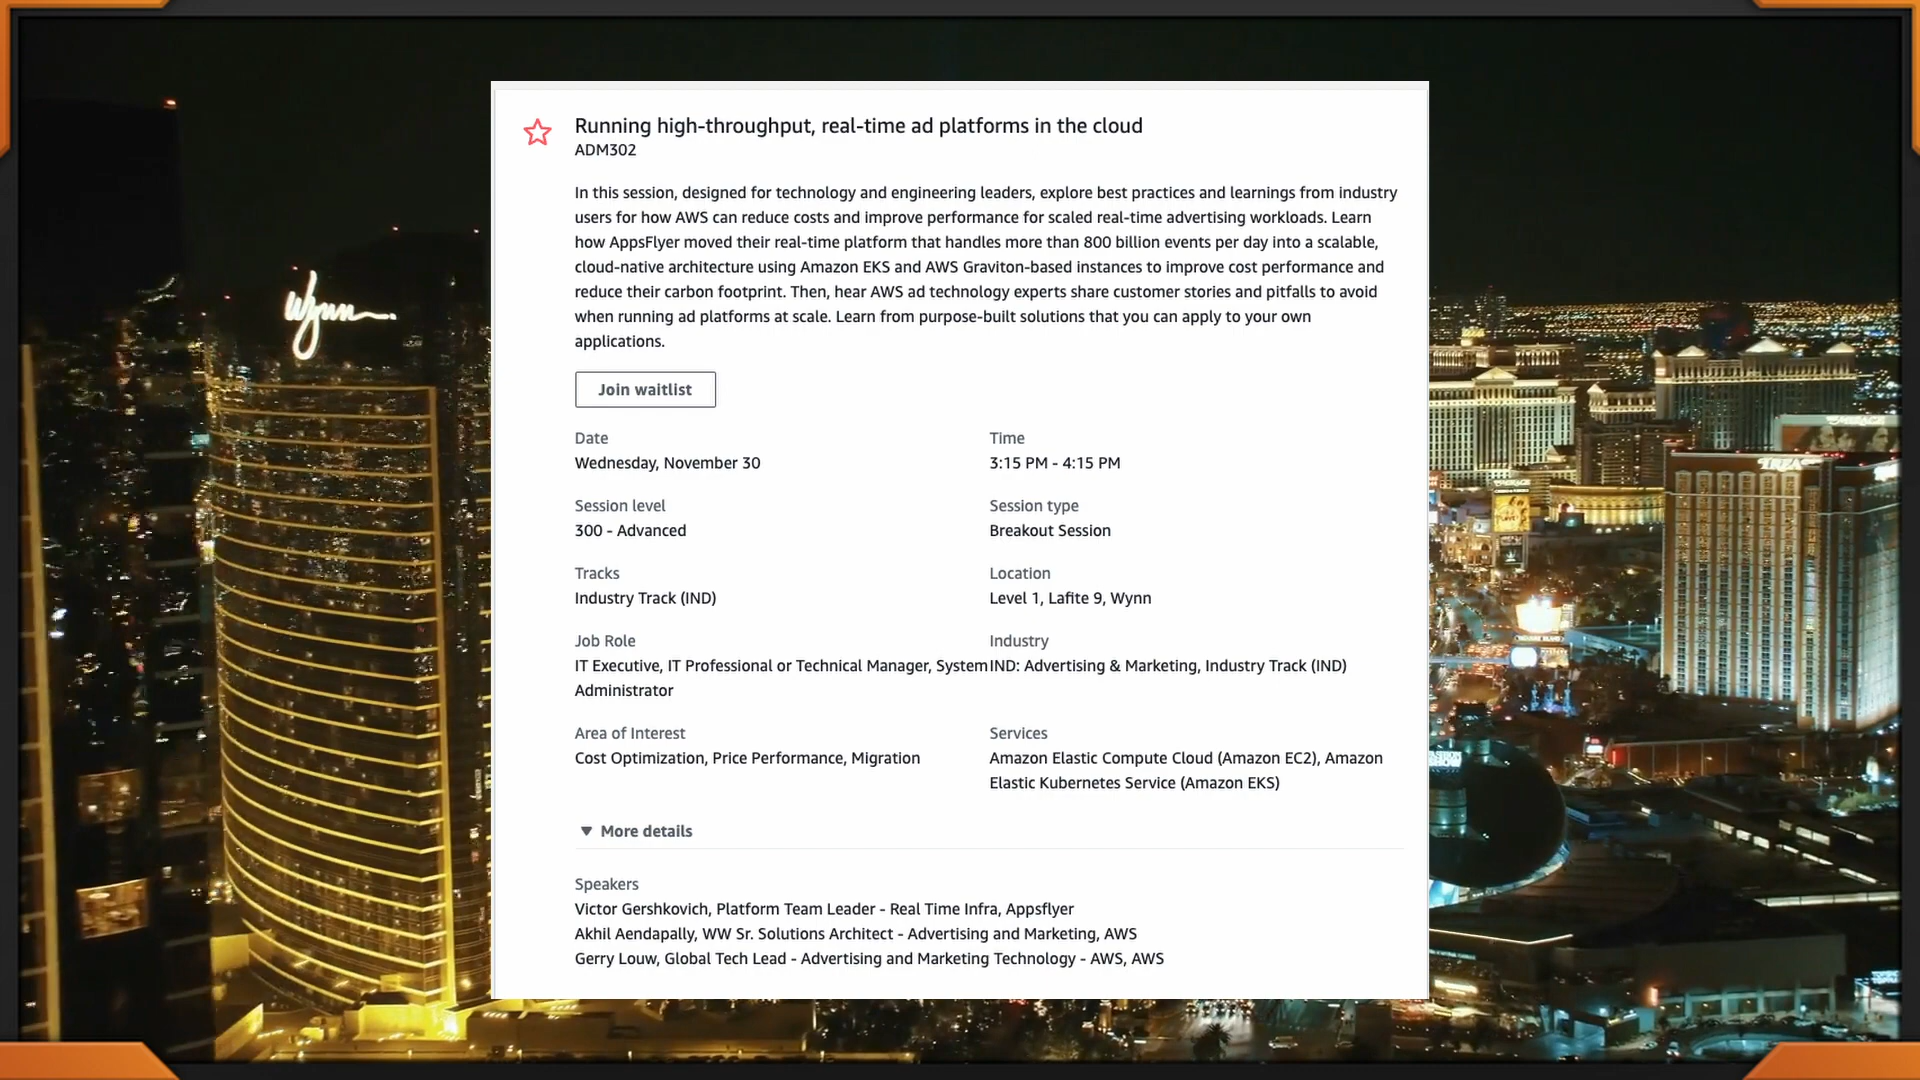 Running high-throughput, real-time ad platforms in the cloud
ADM302
In this session, designed for technology and engineering leaders, explore best practices and learnings from industry
users for how AWS can reduce costs and improve performance for scaled real-time advertising workloads. Learn
how AppsFlyer moved their real-time platform that handles more than 800 billion events per day into a scalable,
cloud-native architecture using Amazon EKS and AWS Graviton-based instances to improve cost performance and
reduce their carbon footprint. Then, hear AWS ad technology experts share customer stories and pitfalls to avoid
when running ad platforms at scale. Learn from purpose-built solutions that you can apply to your own
applications.
Join waitlist
Date
Wednesday, November 30
Time
3:15 PM - 4:15 PM
Session level
300 - Advanced
Session type
Breakout Session
Tracks
Industry Track (IND)
Location
Level 1, Lafite 9, Wynn
Job Role
IT Executive, IT Professional or Technical Manager, System
Administrator
Industry
IND: Advertising & Marketing, Industry Track (IND)
Area of Interest
Cost Optimization, Price Performance, Migration
Services
Amazon Elastic Compute Cloud (Amazon EC2), Amazon
Elastic Kubernetes Service (Amazon EKS)
More details
Speakers
Victor Gershkovich, Platform Team Leader - Real Time Infra, Appsflyer
Akhil Aendapally, WW Sr. Solutions Architect - Advertising and Marketing, AWS
Gerry Louw, Global Tech Lead - Advertising and Marketing Technology - AWS, AWS
Wynn